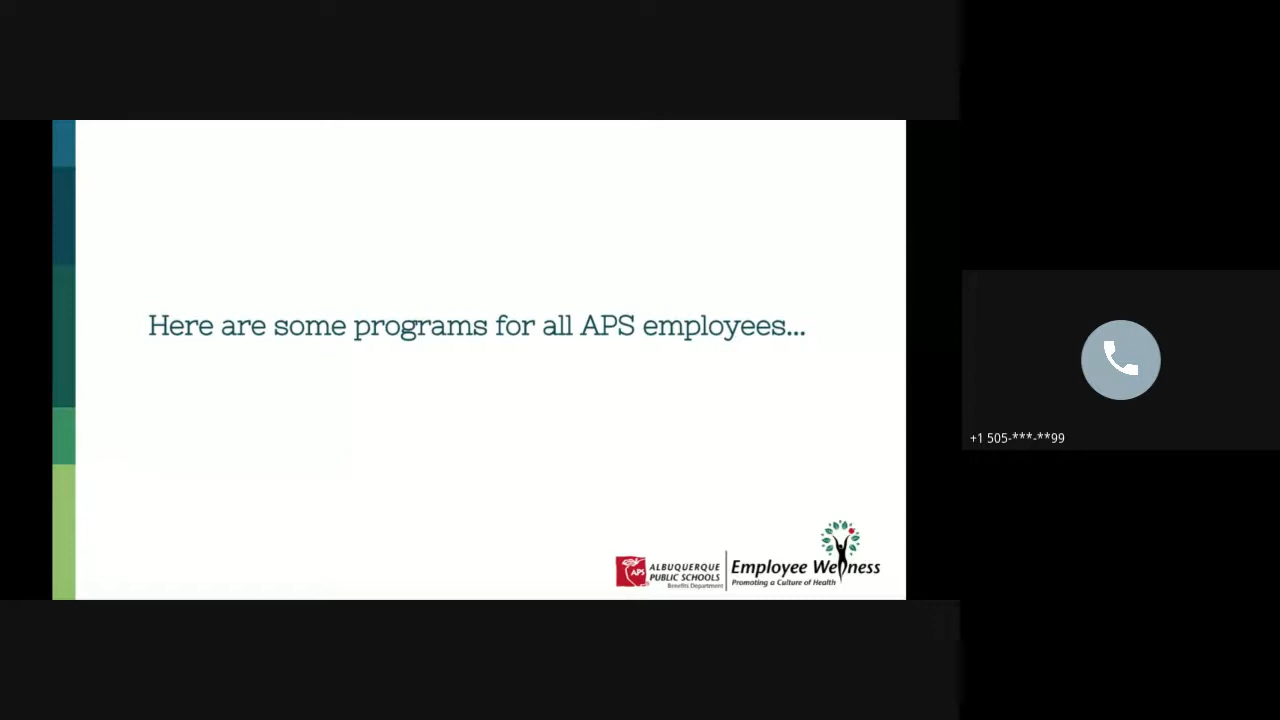 Here are some programs for all APS employees...
APS
ALBUQUERQUE
PUBLIC SCHOOLS
Benefits Department
Employee Wellness
Promoting a Culture of Health
+1 505-***-**99